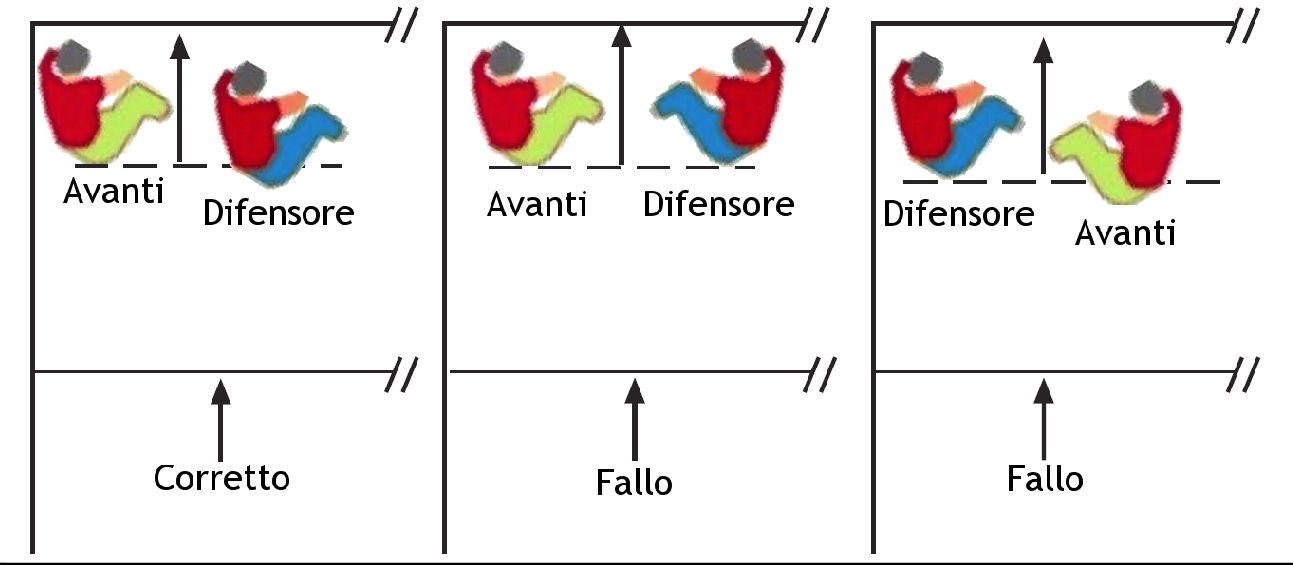 Avanti
Difensore
Corretto
Avanti
Difensore
Fallo
Difensore
Avanti
Fallo